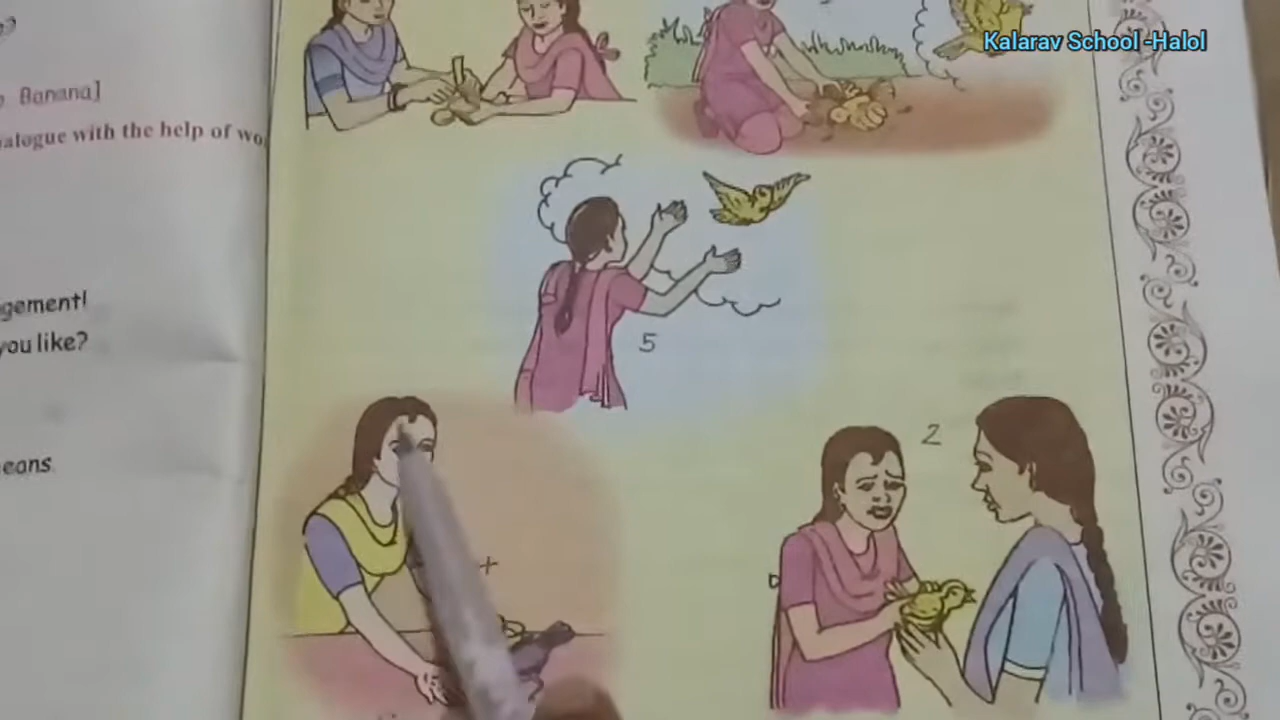 Kalarav School -Halol
Banana]
alogue with the help of wo
gement!
you like?
eans
5
2
+